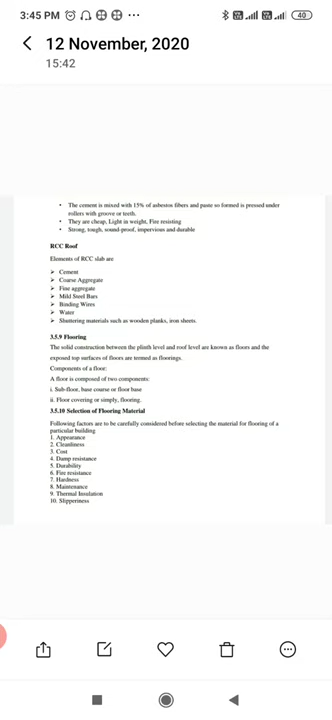 3:45 PM
40
12 November, 2020
15:42
• The cement is mixed with 15% of asbestos fibers and paste so formed is pressed under
rollers with groove or teeth.
• They are cheap, Light in weight, Fire resisting
• Strong, tough, sound-proof, impervious and durable
RCC Roof
Elements of RCC slab are
➤ Cement
➤ Coarse Aggregate
➤ Fine aggregate
➤ Mild Steel Bars
➤ Binding Wires
➤ Water
➤ Shuttering materials such as wooden planks, iron sheets.
3.5.9 Flooring
The solid construction between the plinth level and roof level are known as floors and the
exposed top surfaces of floors are termed as floorings.
Components of a floor:
A floor is composed of two components:
i. Sub-floor, base course or floor base
ii. Floor covering or simply, flooring.
3.5.10 Selection of Flooring Material
Following factors are to be carefully considered before selecting the material for flooring of a
particular building
1. Appearance
2. Cleanliness
3. Cost
4. Damp resistance
5. Durability
6. Fire resistance
7. Hardness
8. Maintenance
9. Thermal Insulation
10. Slipperiness